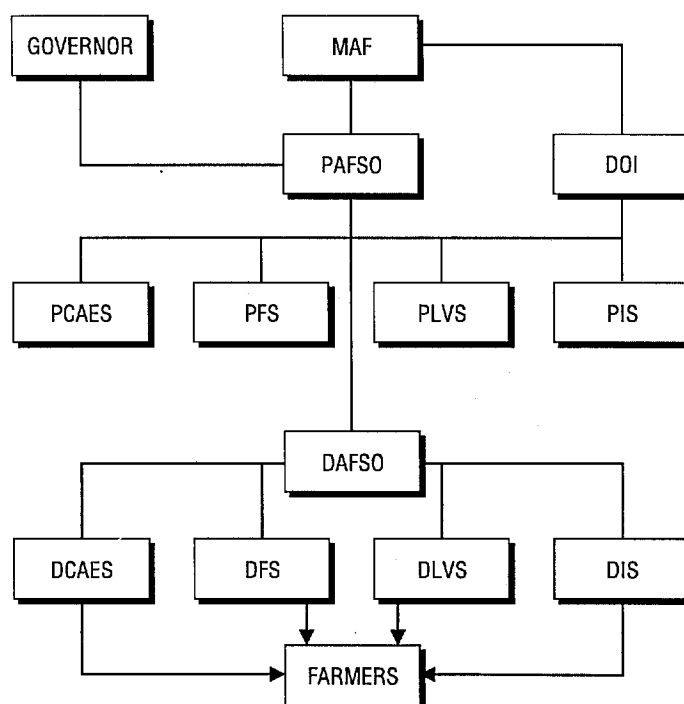 GOVERNOR
MAF
PAFSO
DOI
PCAES
PFS
PLVS
PIS
DAFSO
DCAES
DFS
DLVS
DIS
FARMERS